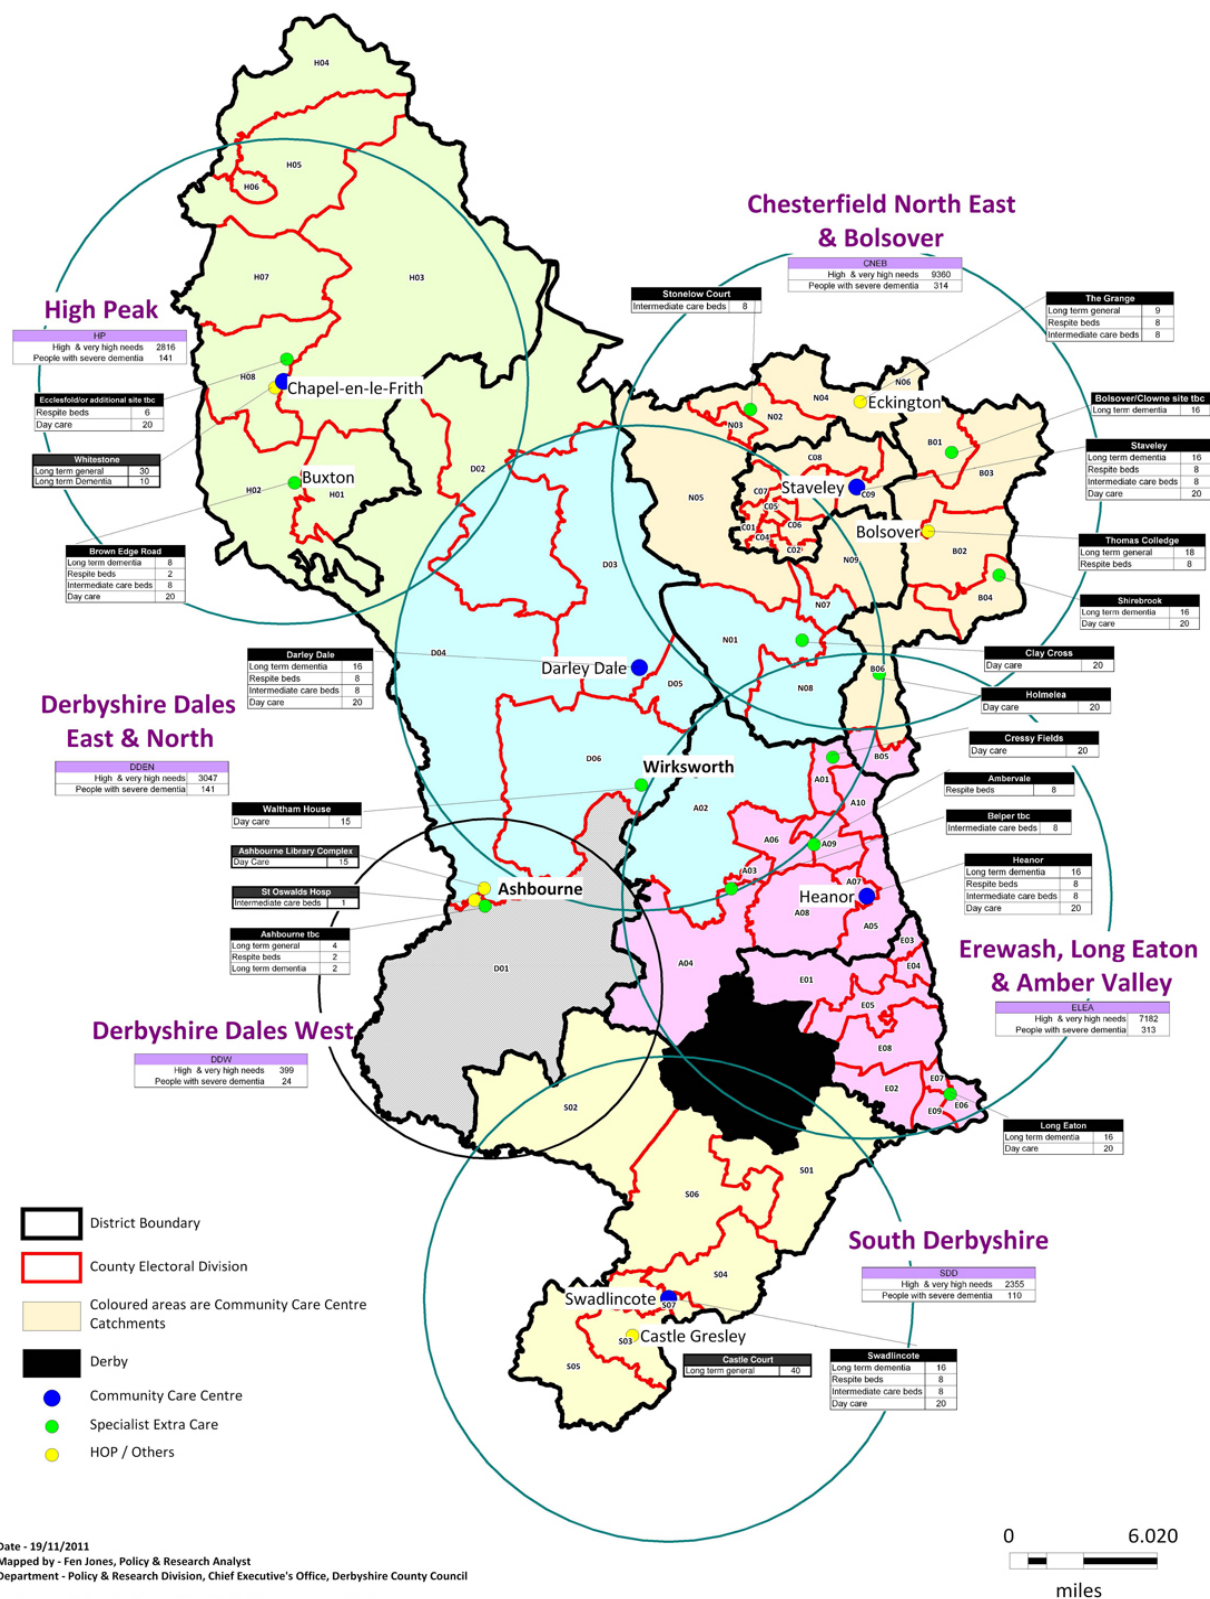 H04
H05
H06
H07
H03
High Peak
HP
High & very high needs 2816
People with severe dementia 141
H08
Chapel-en-le-Frith
Ecclesfold/or additional site tbc
Respite beds 6
Day care 20
Whitestone
Long term general 30
Long term Dementia 10
Buxton
H02
H01
D02
Brown Edge Road
Long term dementia 8
Respite beds 2
Intermediate care beds 8
Day care 20
Chesterfield North East
& Bolsover
CNEB
High & very high needs 9360
People with severe dementia 314
Stonelow Court
Intermediate care beds 8
The Grange
Long term general 9
Respite beds 8
Intermediate care beds 8
N06
N04
Eckington
N02
N03
Bolsover/Clowne site tbc
Long term dementia 16
B01
B03
Staveley
Long term dementia 16
Respite beds 8
Intermediate care beds 8
Day care 20
C08
N05
C07
Staveley
C09
C05
C01
C06
C04
C02
Bolsover
B02
N09
Thomas Colledge
Long term general 18
Respite beds 8
B04
Shirebrook
Long term dementia 16
Day care 20
D03
N07
N01
Clay Cross
Day care 20
D04
Darley Dale
Long term dementia 16
Respite beds 8
Intermediate care beds 8
Day care 20
Darley Dale
D05
N08
B06
Holmelea
Day care 20
Derbyshire Dales
East & North
DDEN
High & very high needs 3047
People with severe dementia 141
D06
Wirksworth
Cressy Fields
Day care 20
B05
A01
Ambervale
Respite beds 8
Waltham House
Day care 15
A02
A10
Belper tbc
Intermediate care beds 8
A06
A09
Ashbourne Library Complex
Day Care 15
A03
A07
Heanor
Long term dementia 16
Respite beds 8
Intermediate care beds 8
Day care 20
St Oswalds Hosp
Intermediate care beds 1
Ashbourne
Heanor
A08
A05
Ashbourne tbc
Long term general 4
Respite beds 2
Long term dementia 2
D01
A04
E03
E04
E01
E05
Erewash, Long Eaton
& Amber Valley
ELEA
High & very high needs 7182
People with severe dementia 313
Derbyshire Dales West
DDW
High & very high needs 399
People with severe dementia 24
E08
E07
E02
E06
E09
Long Eaton
Long term dementia 16
Day care 20
S02
S01
S06
South Derbyshire
SDD
High & very high needs 2355
People with severe dementia 110
S04
Swadlincote
S07
S03
Castle Gresley
S05
Castle Court
Long term general 40
Swadlincote
Long term dementia 16
Respite beds 8
Intermediate care beds 8
Day care 20
District Boundary
County Electoral Division
Coloured areas are Community Care Centre
Catchments
Derby
Community Care Centre
Specialist Extra Care
HOP / Others
Date - 19/11/2011
Mapped by - Fen Jones, Policy & Research Analyst
Department - Policy & Research Division, Chief Executive's Office, Derbyshire County Council
0 6.020
miles